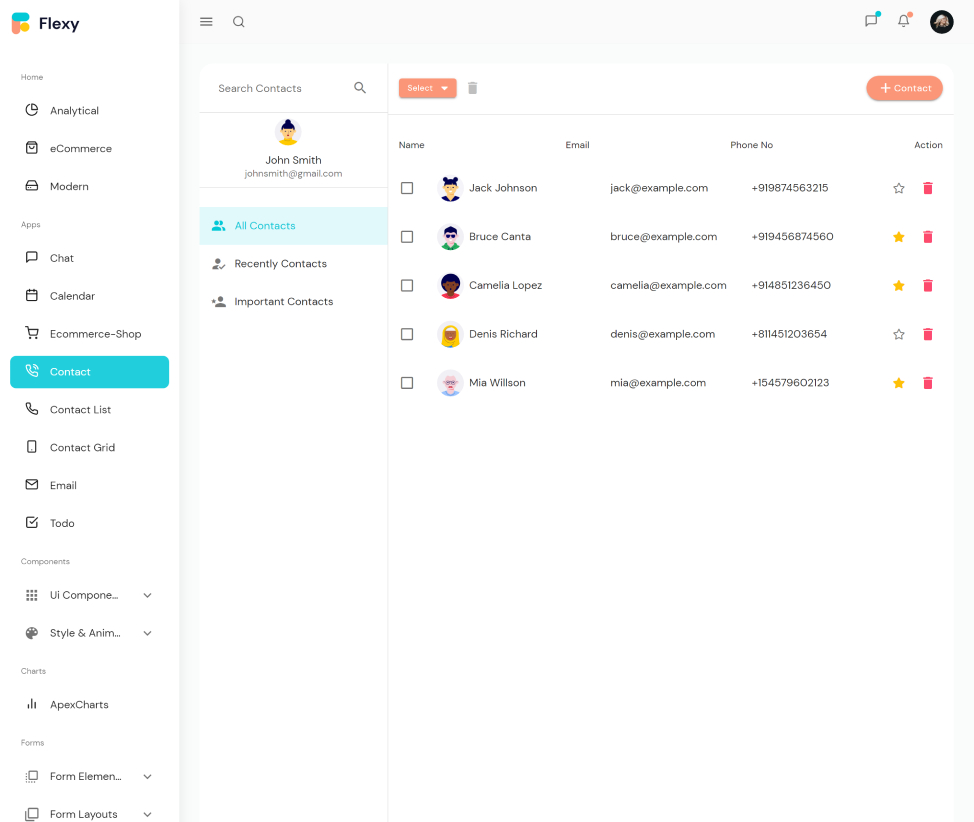 Flexy
Home
Analytical
eCommerce
Modern
Apps
Chat
Calendar
Ecommerce-Shop
Contact
Contact List
Contact Grid
Email
Todo
Components
Ui Compone...
Style & Anim...
Charts
ApexCharts
Forms
Form Elemen...
Form Layouts
Search Contacts
John Smith
johnsmith@gmail.com
All Contacts
Recently Contacts
Important Contacts
Select
Contact
Name Email Phone No Action
Jack Johnson jack@example.com +919874563215
Bruce Canta bruce@example.com +919456874560
Camelia Lopez camelia@example.com +914851236450
Denis Richard denis@example.com +811451203654
Mia Willson mia@example.com +154579602123